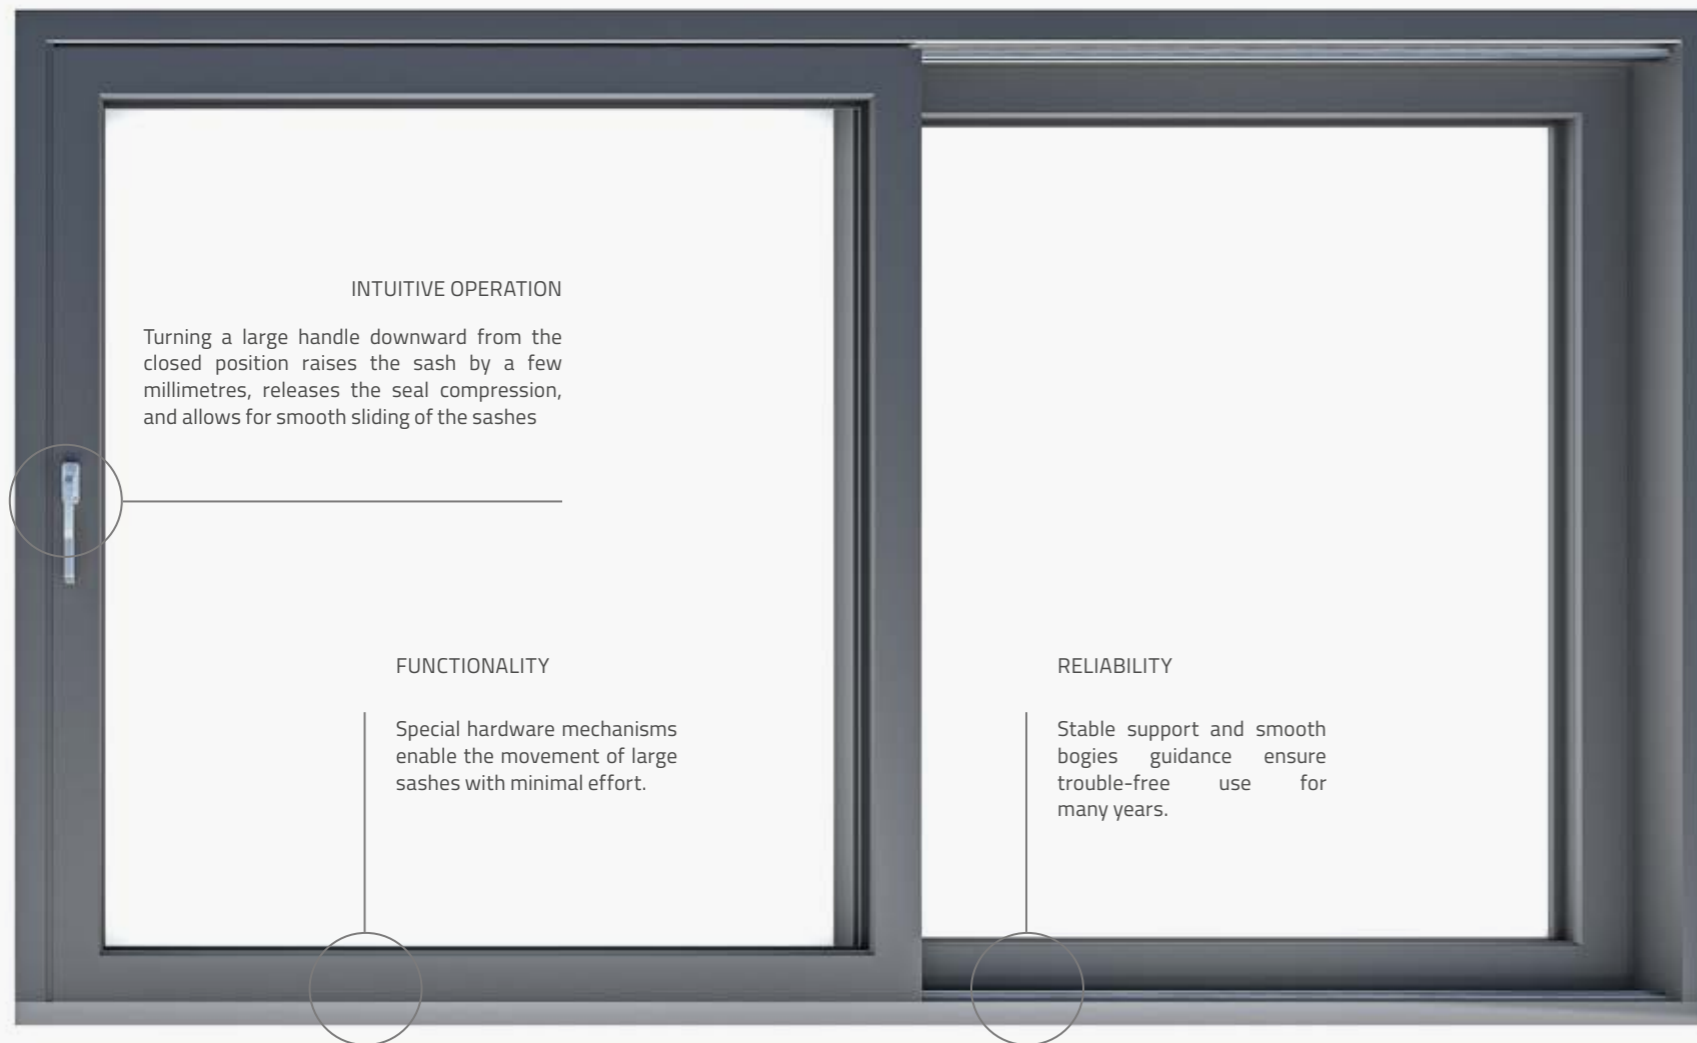 INTUITIVE OPERATION
Turning a large handle downward from the
closed position raises the sash by a few
millimetres, releases the seal compression,
and allows for smooth sliding of the sashes
FUNCTIONALITY
Special hardware mechanisms
enable the movement of large
sashes with minimal effort.
RELIABILITY
Stable support and smooth
bogies guidance ensure
trouble-free use for
many years.